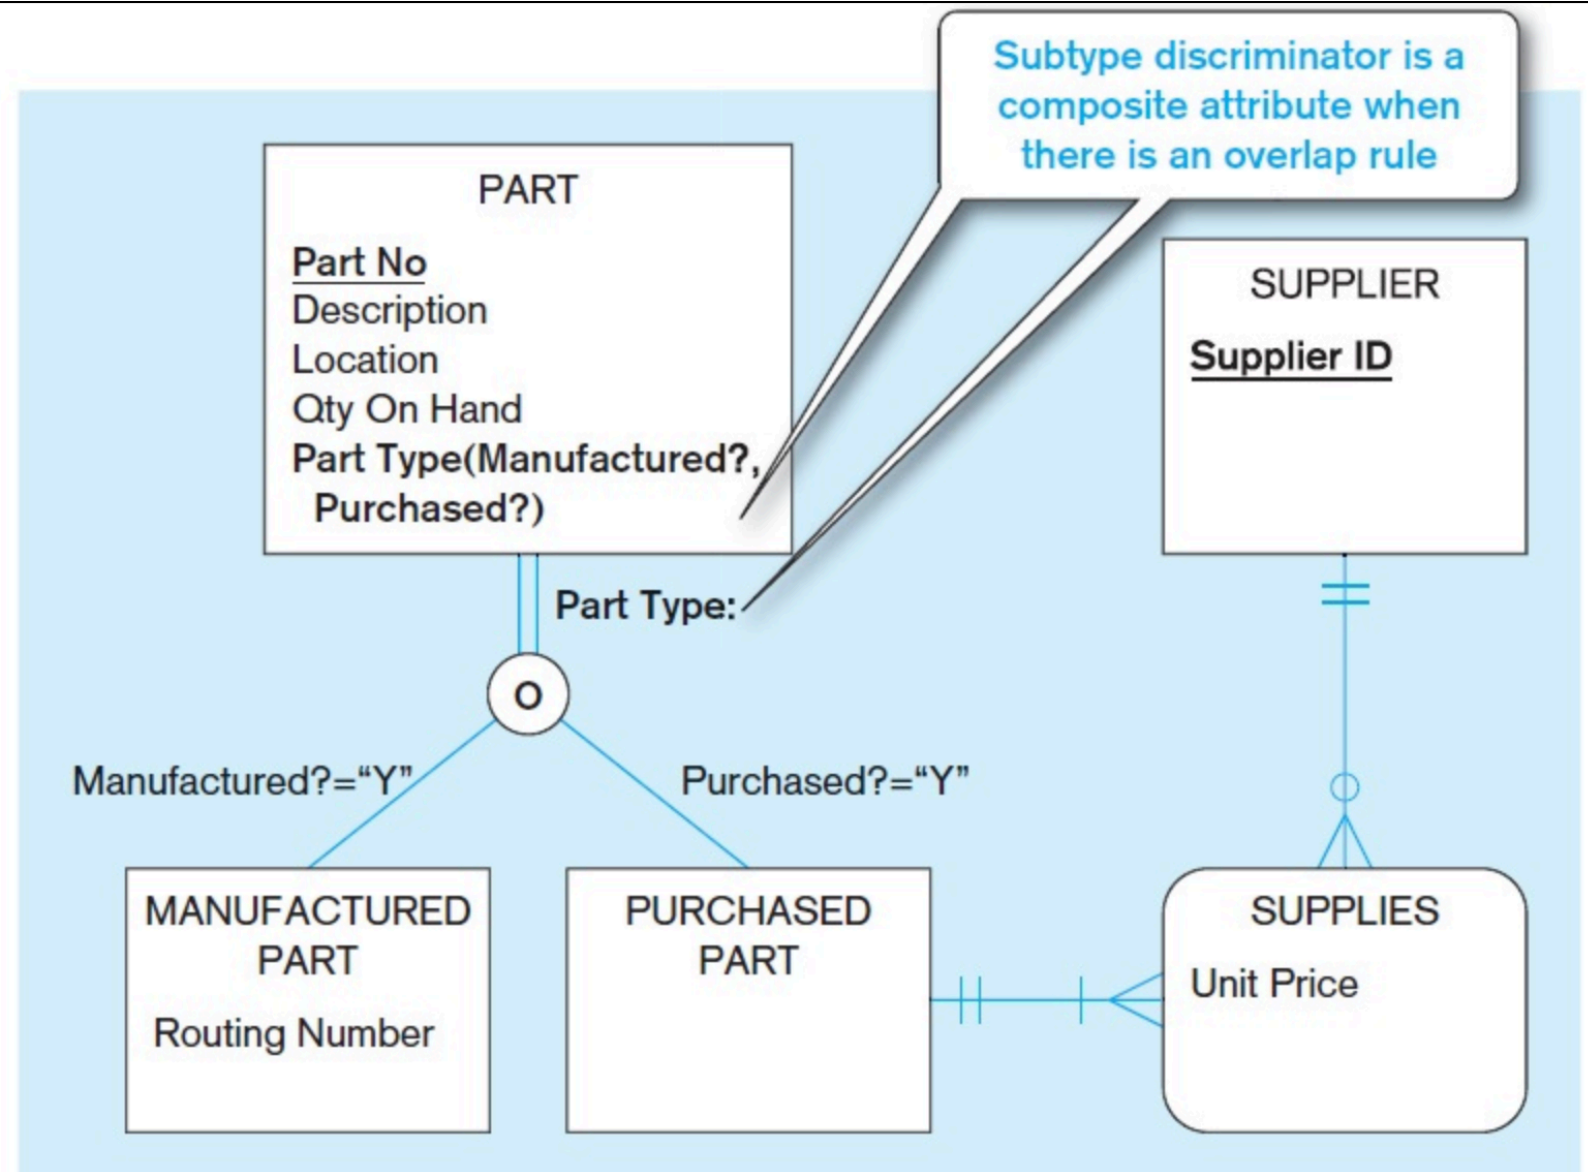 Subtype discriminator is a
composite attribute when
there is an overlap rule
PART
Part No
Description
Location
Qty On Hand
Part Type(Manufactured?,
Purchased?)
SUPPLIER
Supplier ID
Part Type:
O
Manufactured?=“Y”
Purchased?=“Y”
MANUFACTURED
PART
Routing Number
PURCHASED
PART
SUPPLIES
Unit Price